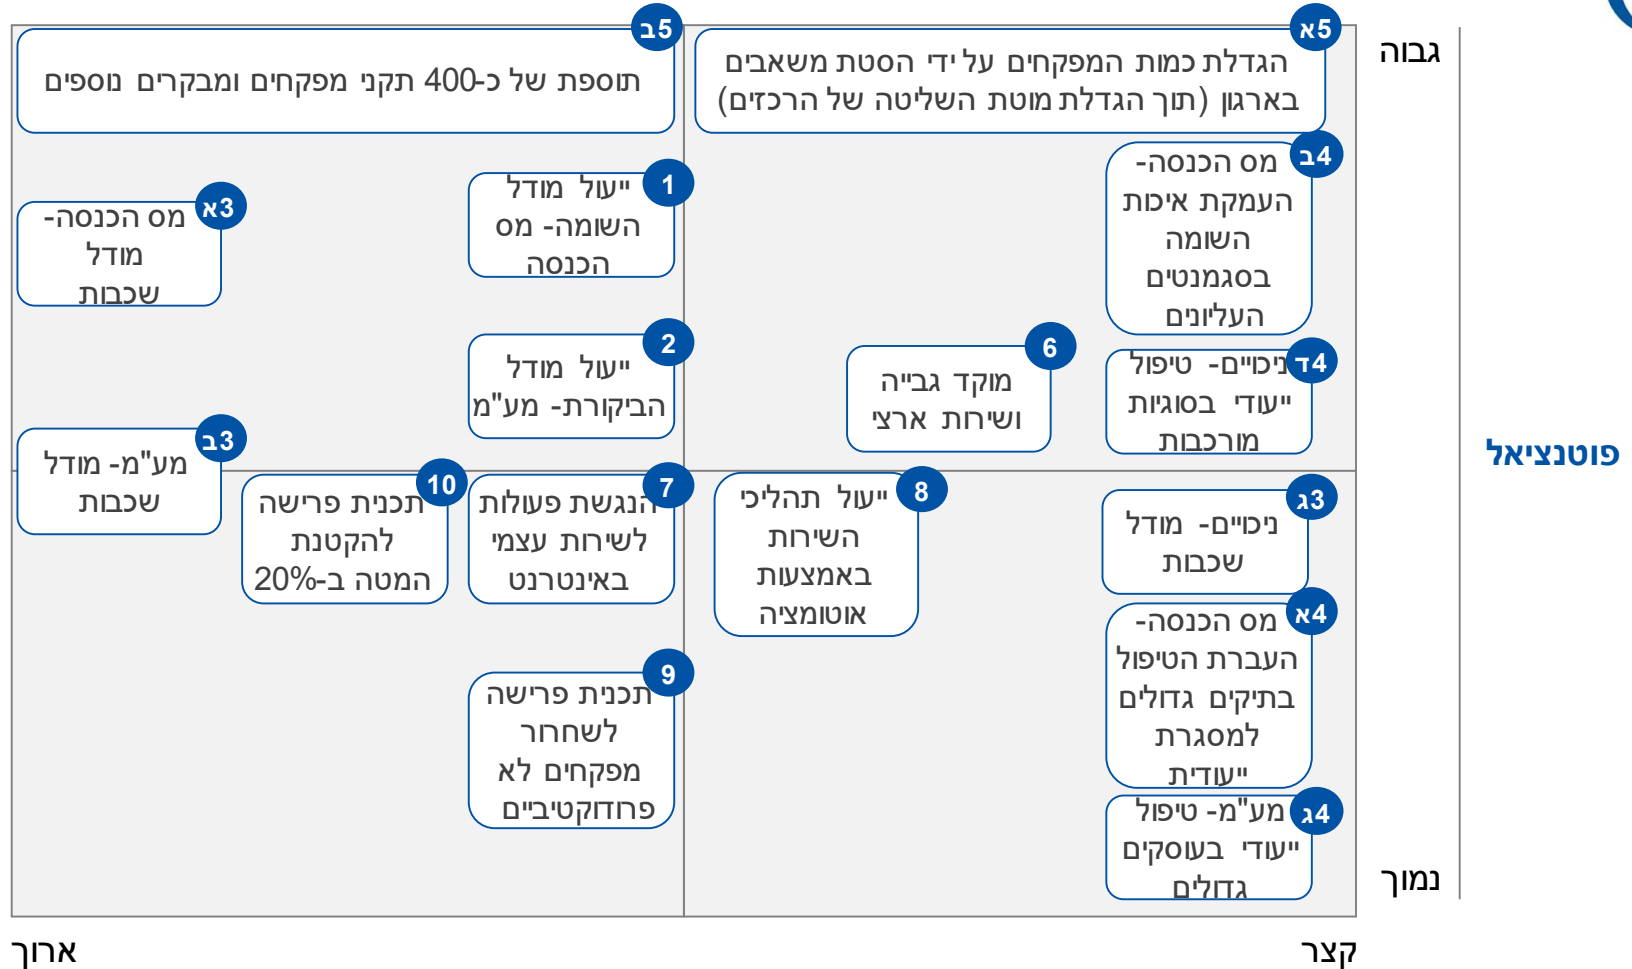 גבוה
פוטנציאל
נמוך
5א
הגדלת כמות המפקחים על ידי הסטת משאבים
בארגון (תוך הגדלת מוטת השליטה של הרכזים)
5ב
תוספת של כ-400 תקני מפקחים ומבקרים נוספים
4ב
מס הכנסה-
העמקת איכות
השומה
בסגמנטים
העליונים
1
ייעול מודל
השומה- מס
הכנסה
3א
מס הכנסה-
מודל
שכבות
4ד
ניכויים- טיפול
ייעודי בסוגיות
מורכבות
6
מוקד גבייה
ושירות ארצי
2
ייעול מודל
הביקורת- מע"מ
3ב
מע"מ- מודל
שכבות
3ג
ניכויים- מודל
שכבות
8
ייעול תהליכי
השירות
באמצעות
אוטומציה
7
הנגשת פעולות
לשירות עצמי
באינטרנט
10
תכנית פרישה
להקטנת
המטה ב-20%
4א
מס הכנסה-
העברת הטיפול
בתיקים גדולים
למסגרת
ייעודית
9
תכנית פרישה
לשחרור
מפקחים לא
פרודוקטיביים
4ג
מע"מ- טיפול
ייעודי בעוסקים
גדולים
קצר
ארוך